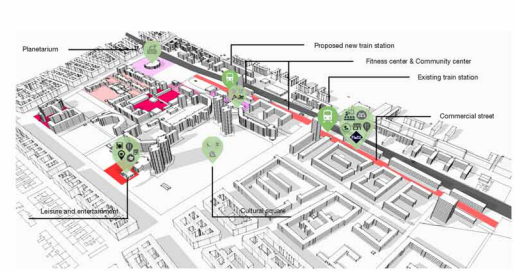 Proposed new train station
Planetarium
Fitness center & Community center
Existing train station
Commercial street
Leisure and entertainment
Cultural square